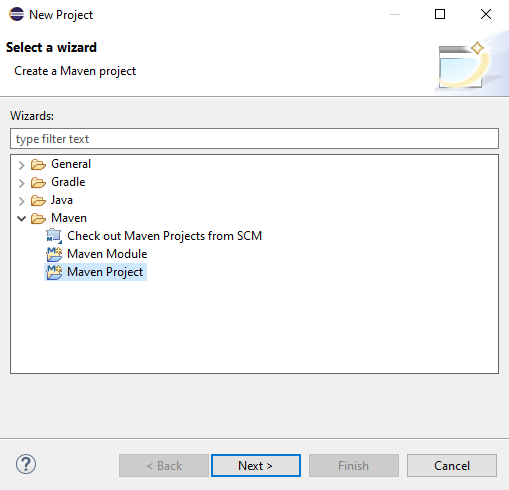 New Project
Select a wizard
Create a Maven project
Wizards:
type filter text
General
Gradle
Java
Maven
Check out Maven Projects from SCM
Maven Module
Maven Project
< Back
Next >
Finish
Cancel